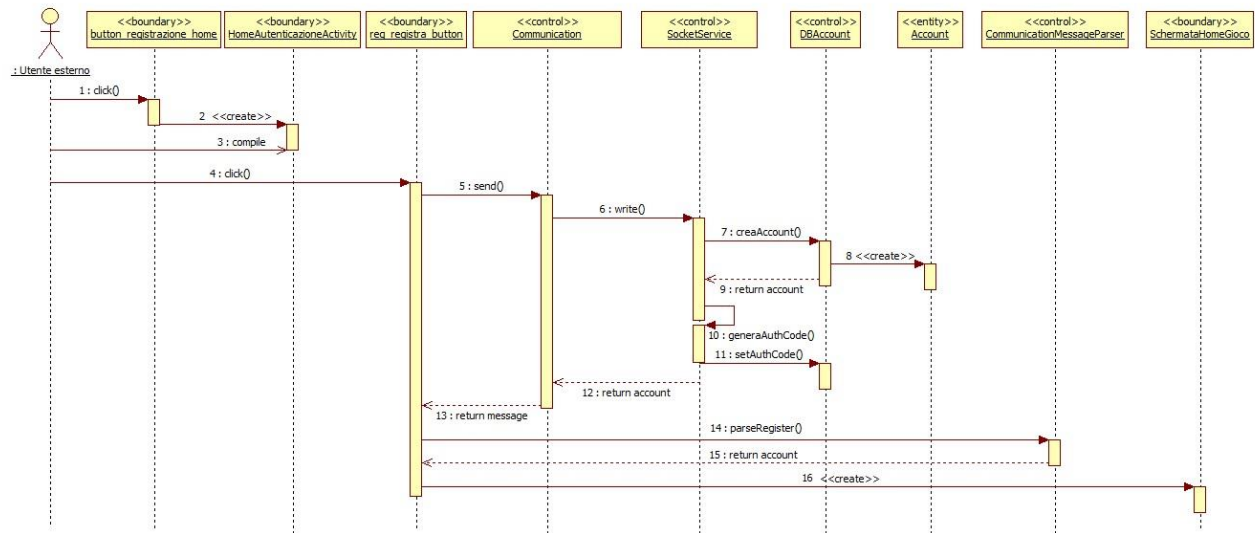 <<boundary>>
button_registrazione_home
<<boundary>>
HomeAutenticazioneActivity
<<boundary>>
reg_registra_button
<<control>>
Communication
<<control>>
SocketService
<<control>>
DBAccount
<<entity>>
Account
<<control>>
CommunicationMessageParser
<<boundary>>
SchermataHomeGioco
: Utente esterno
1 : click()
2 <<create>>
3 : compile
4 : click()
5 : send()
6 : write()
7 : creaAccount()
8 <<create>>
9 : return account
10 : generaAuthCode()
11 : setAuthCode()
12 : return account
13 : return message
14 : parseRegister()
15 : return account
16 <<create>>